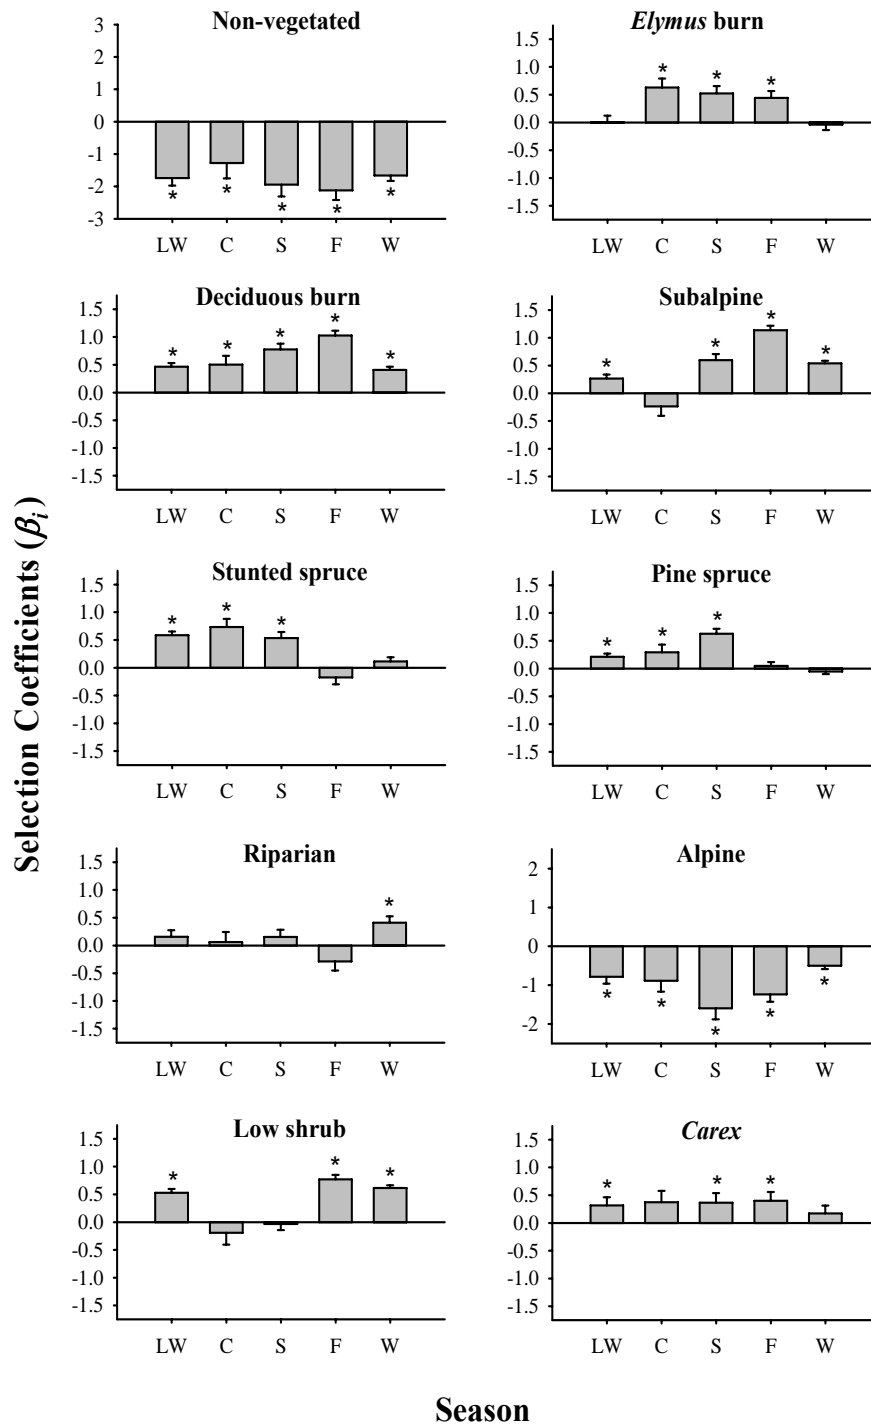 Non-vegetated
3
2
1
0
-1
-2
-3
* * * * *
LW C S F W
Elymus burn
1.5
1.0
0.5
0.0
-0.5
-1.0
-1.5
* * *
LW C S F W
Deciduous burn
1.5
1.0
0.5
0.0
-0.5
-1.0
-1.5
* * * * *
LW C S F W
Subalpine
1.5
1.0
0.5
0.0
-0.5
-1.0
-1.5
* * * *
LW C S F W
Stunted spruce
1.5
1.0
0.5
0.0
-0.5
-1.0
-1.5
* * *
LW C S F W
Pine spruce
1.5
1.0
0.5
0.0
-0.5
-1.0
-1.5
* * *
LW C S F W
Riparian
1.5
1.0
0.5
0.0
-0.5
-1.0
-1.5
*
LW C S F W
Alpine
2
1
0
-1
-2
* * * * *
LW C S F W
Low shrub
1.5
1.0
0.5
0.0
-0.5
-1.0
-1.5
* * *
LW C S F W
Carex
1.5
1.0
0.5
0.0
-0.5
-1.0
-1.5
* * *
LW C S F W
Selection Coefficients (βi)
Season